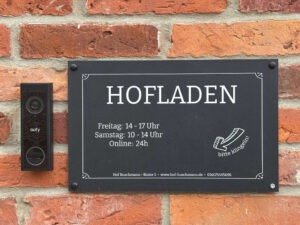 eufy
HOFLADEN
Freitag: 14 - 17 Uhr
Samstag: 10 - 14 Uhr
Online: 24h
bitte klingeln!